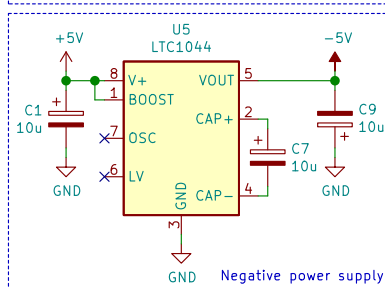 U5
LTC1044
+5V
-5V
8 V+
VOUT 5
1 BOOST
C1
10u
+
CAP+ 2
C9
10u
+
7 OSC
+
C7
10u
6 LV
CAP- 4
GND
GND
GND
3
GND
Negative power supply